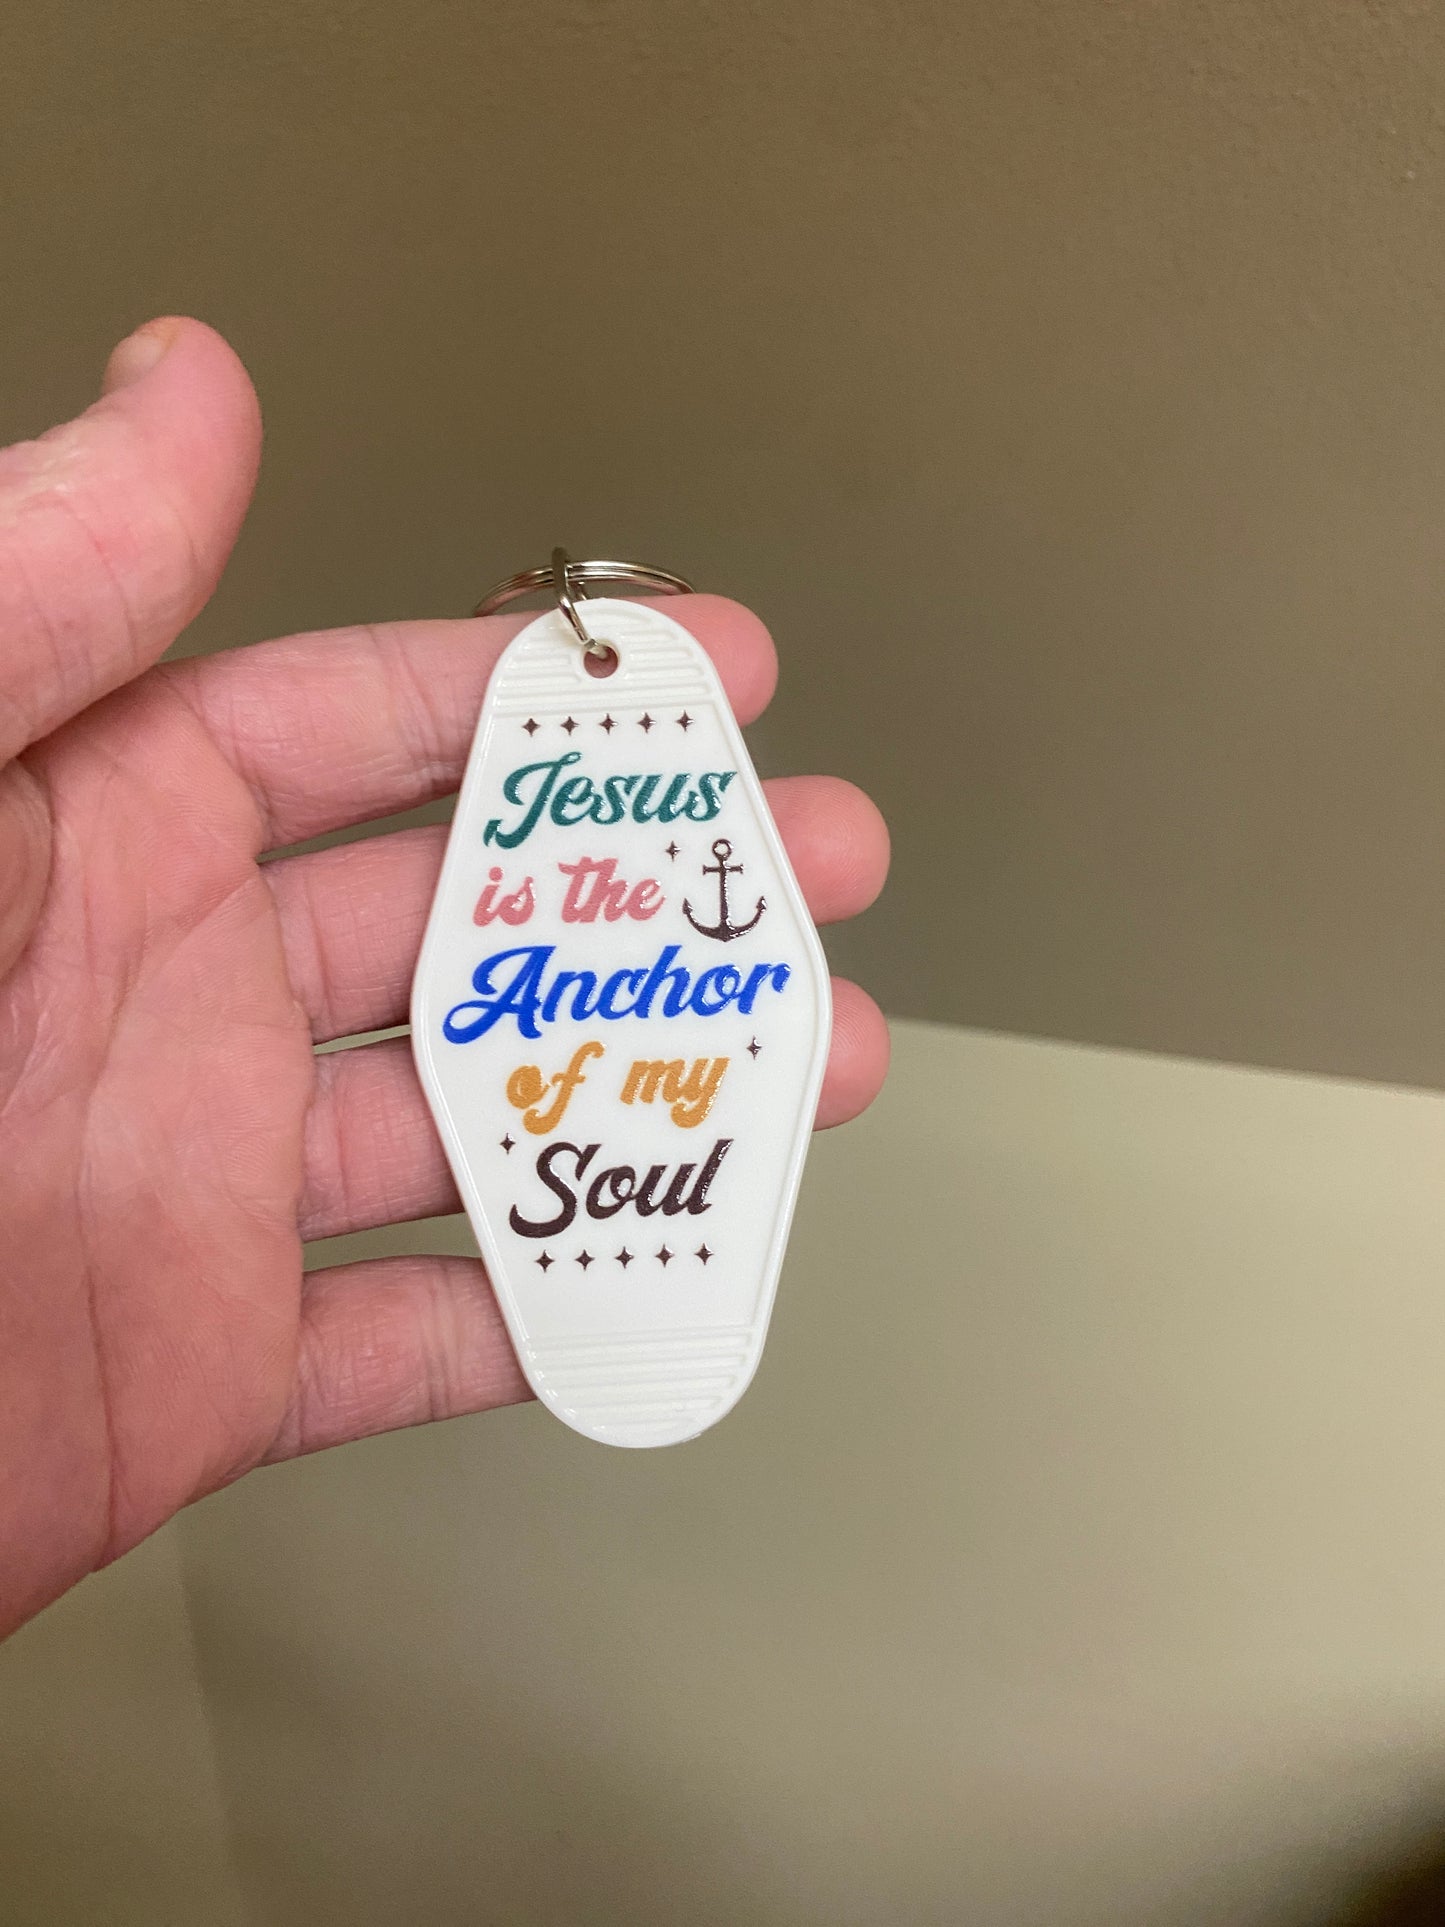 Jesus
is the
Anchor
of my
Soul